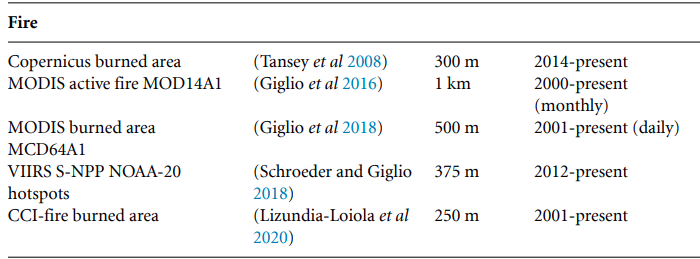 Fire
Copernicus burned area (Tansey et al 2008) 300 m 2014-present
MODIS active fire MOD14A1 (Giglio et al 2016) 1 km 2000-present
(monthly)
MODIS burned area (Giglio et al 2018) 500 m 2001-present (daily)
MCD64A1
VIIRS S-NPP NOAA-20 (Schroeder and Giglio 375 m 2012-present
hotspots 2018)
CCI-fire burned area (Lizundia-Loiola et al 250 m 2001-present
2020)